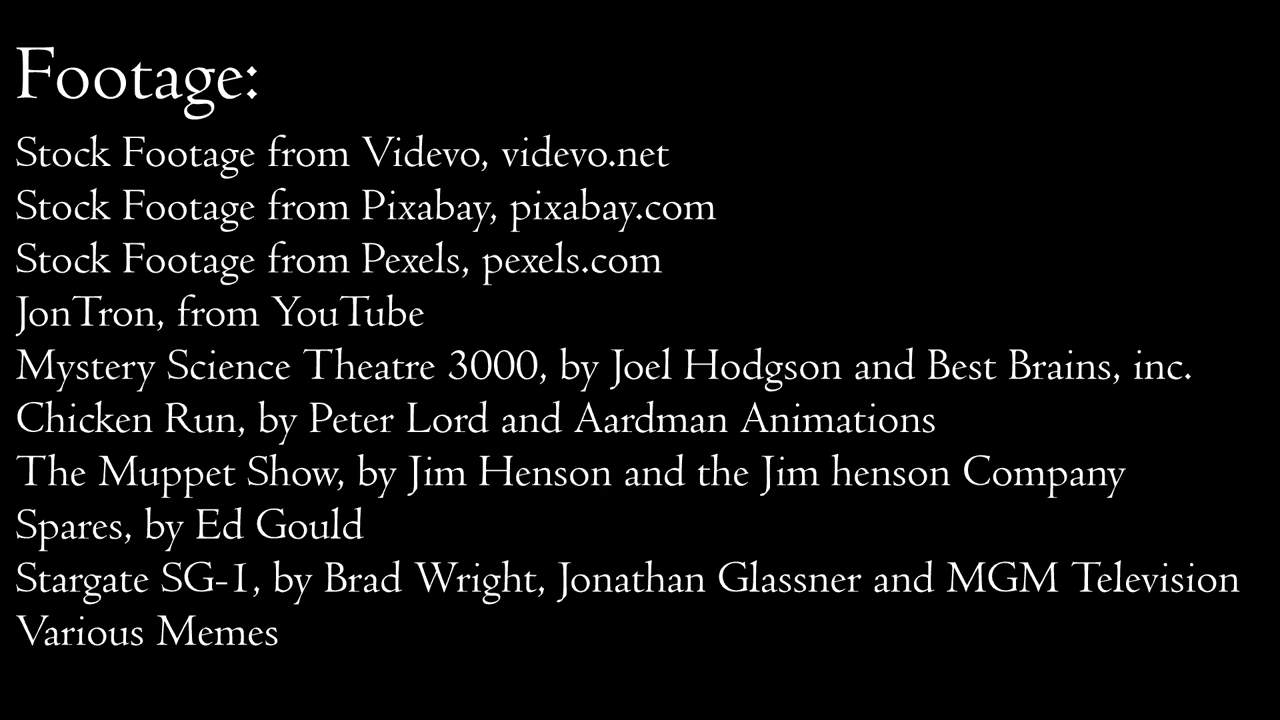 Footage:
Stock Footage from Videvo, videvo.net
Stock Footage from Pixabay, pixabay.com
Stock Footage from Pexels, pexels.com
JonTron, from YouTube
Mystery Science Theatre 3000, by Joel Hodgson and Best Brains, inc.
Chicken Run, by Peter Lord and Aardman Animations
The Muppet Show, by Jim Henson and the Jim henson Company
Spares, by Ed Gould
Stargate SG-1, by Brad Wright, Jonathan Glassner and MGM Television
Various Memes